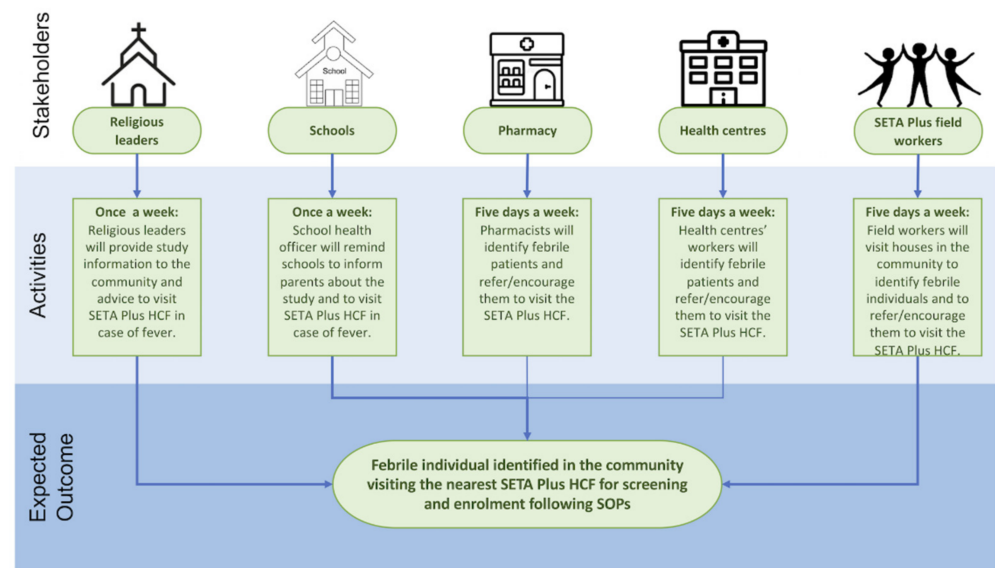 Stakeholders
School
Religious
leaders
Schools
Pharmacy
Health centres
SETA Plus field
workers
Activities
Once a week:
Religious leaders
will provide study
information to the
community and
advice to visit
SETA Plus HCF in
case of fever.
Once a week:
School health
officer will remind
schools to inform
parents about the
study and to visit
SETA Plus HCF in
case of fever.
Five days a week:
Pharmacists will
identify febrile
patients and
refer/encourage
them to visit the
SETA Plus HCF.
Five days a week:
Health centres’
workers will
identify febrile
patients and
refer/encourage
them to visit the
SETA Plus HCF.
Five days a week:
Field workers will
visit houses in the
community to
identify febrile
individuals and to
refer/encourage
them to visit the
SETA Plus HCF.
Expected
Outcome
Febrile individual identified in the community
visiting the nearest SETA Plus HCF for screening
and enrolment following SOPs